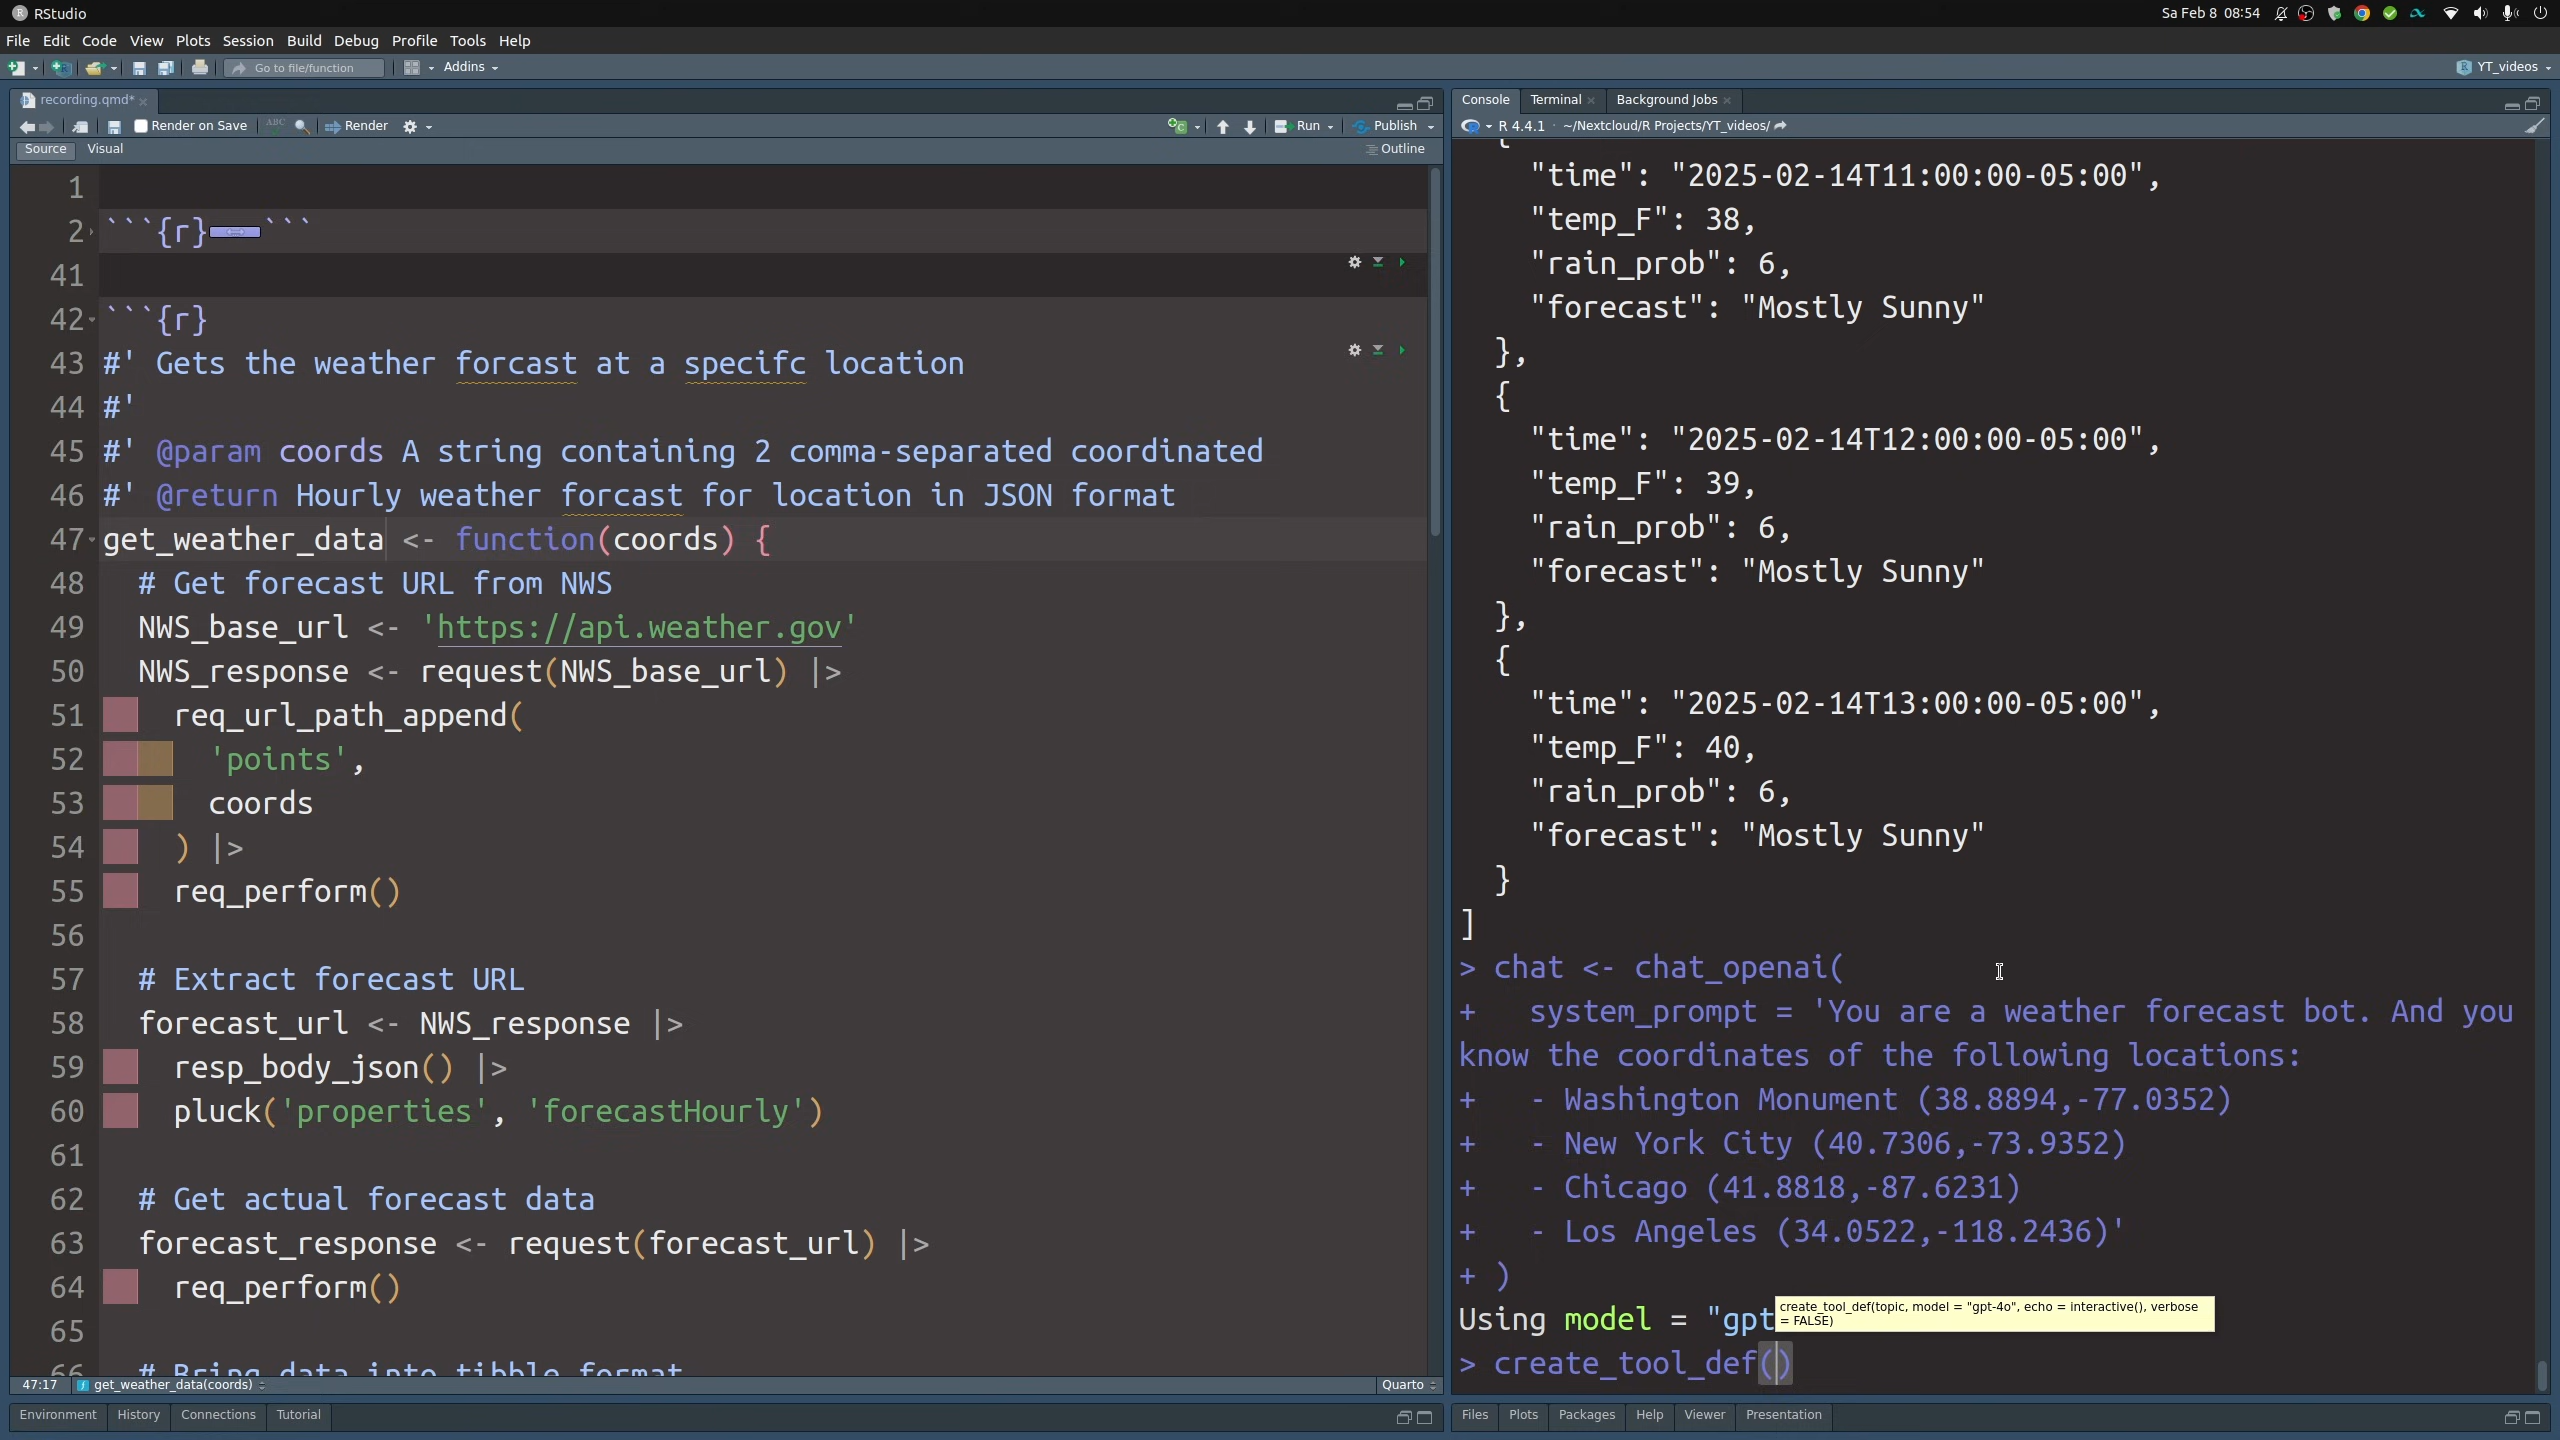 RStudio
Sa Feb 8 08:54
File Edit Code View Plots Session Build Debug Profile Tools Help
Go to file/function
Addins
YT_videos
recording.qmd*
Render on Save
ABC
Render
Run
Publish
Source
Visual
Outline
1
2 ```{r} ```
41
42 ```{r}
43 #' Gets the weather forcast at a specifc location
44 #'
45 #' @param coords A string containing 2 comma-separated coordinated
46 #' @return Hourly weather forcast for location in JSON format
47 get_weather_data <- function(coords) {
48 # Get forecast URL from NWS
49 NWS_base_url <- 'https://api.weather.gov'
50 NWS_response <- request(NWS_base_url) |>
51 req_url_path_append(
52 'points',
53 coords
54 ) |>
55 req_perform()
56
57 # Extract forecast URL
58 forecast_url <- NWS_response |>
59 resp_body_json() |>
60 pluck('properties', 'forecastHourly')
61
62 # Get actual forecast data
63 forecast_response <- request(forecast_url) |>
64 req_perform()
65
66 # Bring data into tibble format
47:17
get_weather_data(coords)
Quarto
Environment History Connections Tutorial
Console Terminal Background Jobs
R 4.4.1 · ~/Nextcloud/R Projects/YT_videos/
{
"time": "2025-02-14T11:00:00-05:00",
"temp_F": 38,
"rain_prob": 6,
"forecast": "Mostly Sunny"
},
{
"time": "2025-02-14T12:00:00-05:00",
"temp_F": 39,
"rain_prob": 6,
"forecast": "Mostly Sunny"
},
{
"time": "2025-02-14T13:00:00-05:00",
"temp_F": 40,
"rain_prob": 6,
"forecast": "Mostly Sunny"
}
]
> chat <- chat_openai(
+ system_prompt = 'You are a weather forecast bot. And you
know the coordinates of the following locations:
+ - Washington Monument (38.8894,-77.0352)
+ - New York City (40.7306,-73.9352)
+ - Chicago (41.8818,-87.6231)
+ - Los Angeles (34.0522,-118.2436)'
+ )
Using model = "gpt
create_tool_def(topic, model = "gpt-4o", echo = interactive(), verbose
= FALSE)
> create_tool_def()
Files Plots Packages Help Viewer Presentation